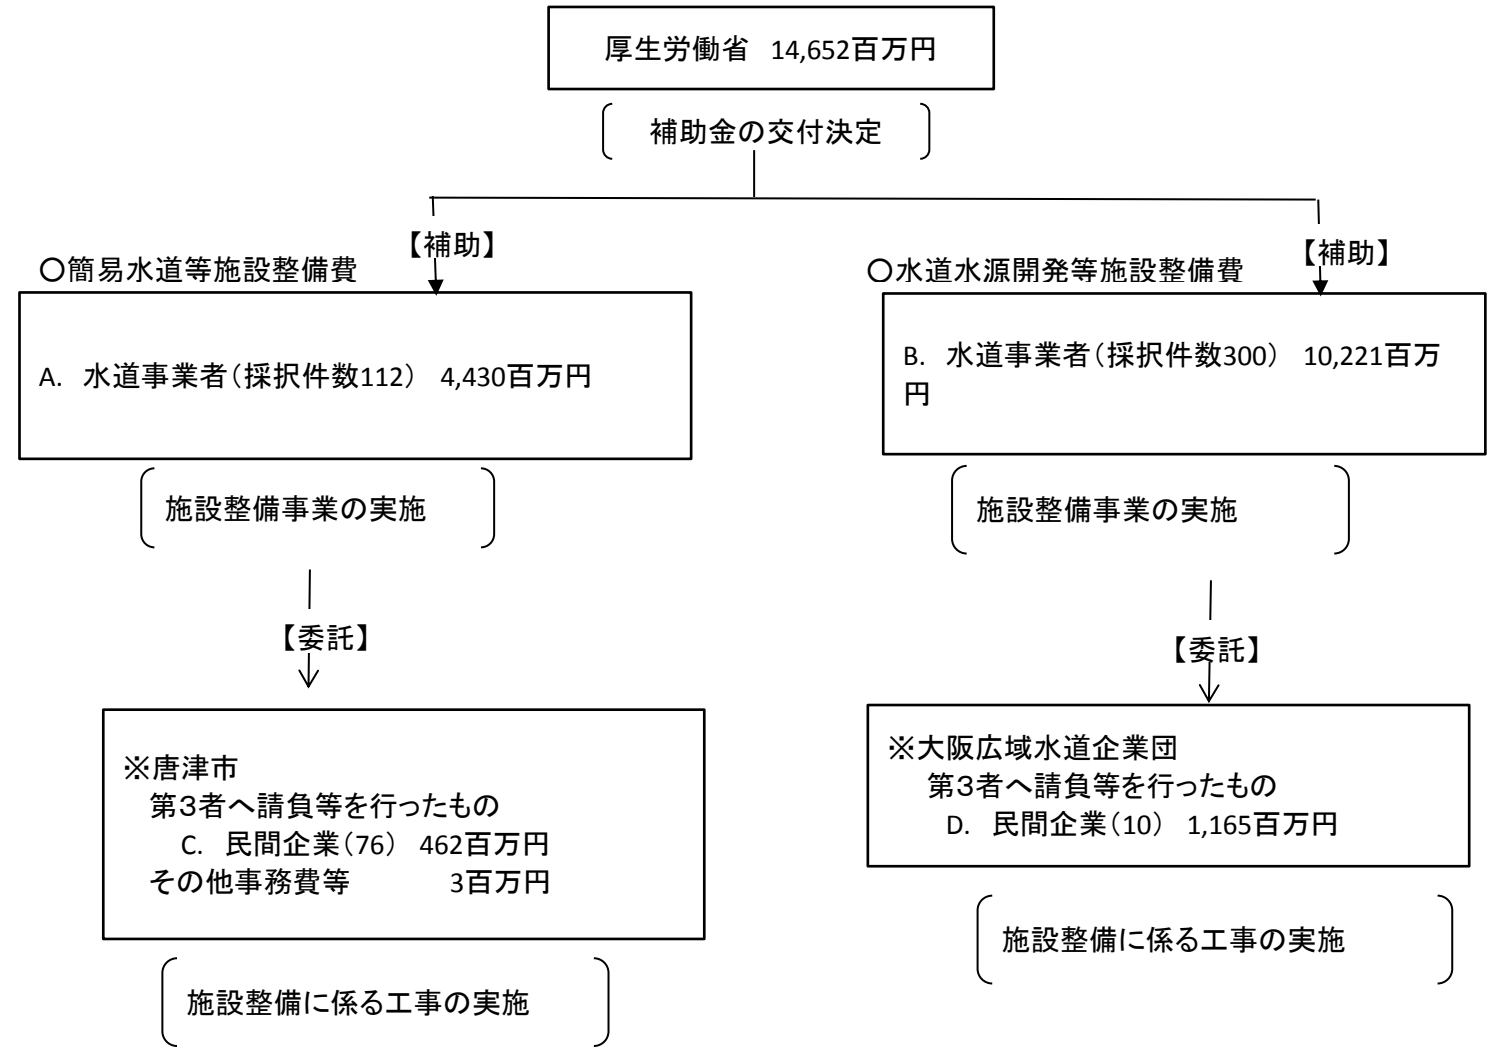 厚生労働省 14,652百万円
補助金の交付決定
【補助】
○簡易水道等施設整備費
A. 水道事業者（採択件数112） 4,430百万円
施設整備事業の実施
【委託】
※唐津市
第3者へ請負等を行ったもの
C. 民間企業（76） 462百万円
その他事務費等 3百万円
施設整備に係る工事の実施
【補助】
○水道水源開発等施設整備費
B. 水道事業者（採択件数300） 10,221百万
円
施設整備事業の実施
【委託】
※大阪広域水道企業団
第3者へ請負等を行ったもの
D. 民間企業（10） 1,165百万円
施設整備に係る工事の実施